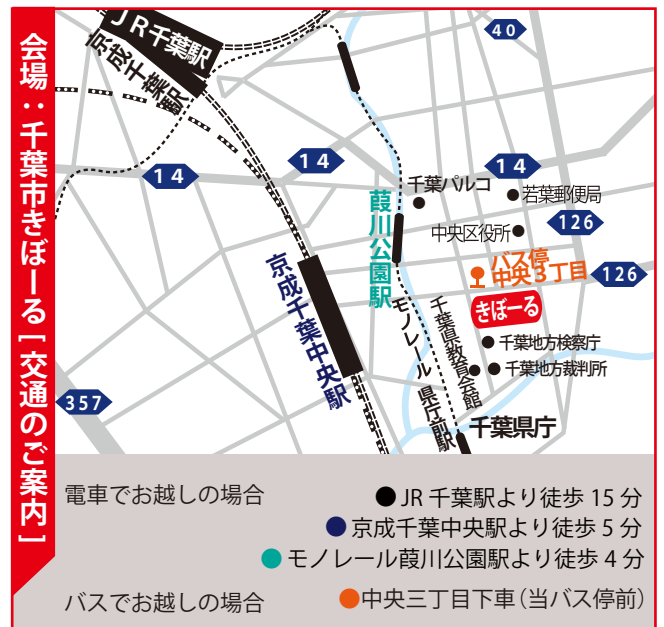 会場：千葉市きぼーる［交通のご案内］
JR千葉駅
京成千葉駅
40
14
14
14
千葉パルコ
若葉郵便局
葭川公園駅
中央区役所
126
バス停
中央3丁目
126
京成千葉中央駅
きぼーる
モノレール 県庁前駅
千葉県教育会館
千葉地方検察庁
千葉地方裁判所
357
千葉県庁
電車でお越しの場合
●JR 千葉駅より徒歩 15 分
●京成千葉中央駅より徒歩 5 分
●モノレール葭川公園駅より徒歩 4 分
バスでお越しの場合
●中央三丁目下車（当バス停前）